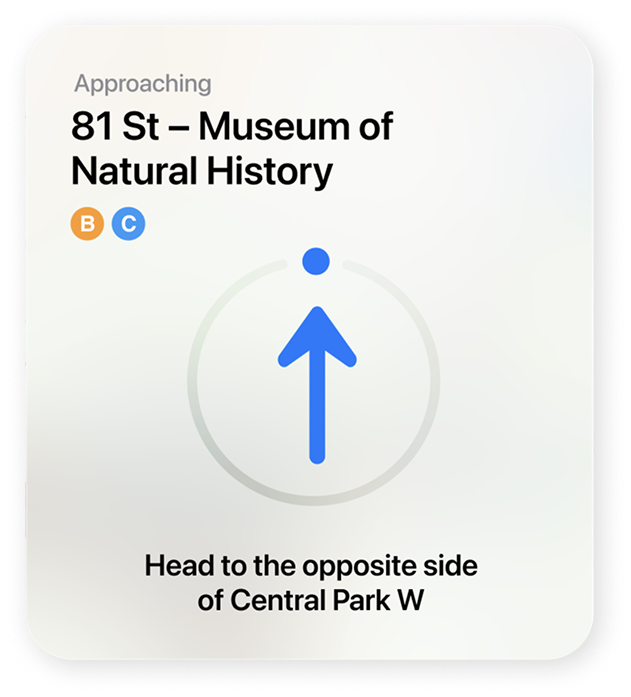 Approaching
81 St – Museum of
Natural History
B C
Head to the opposite side
of Central Park W